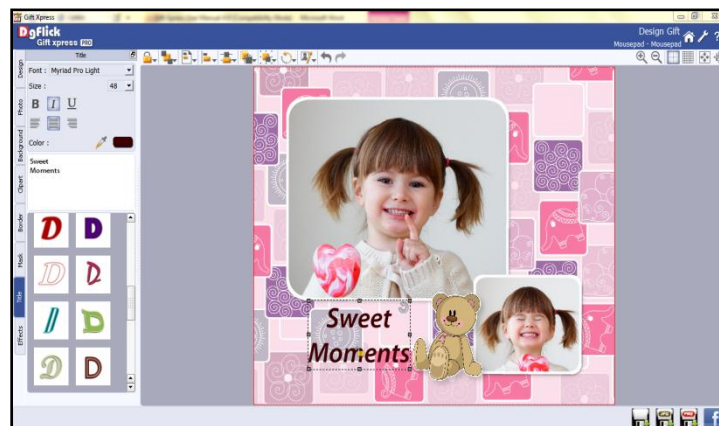 Gift Xpress
DgFlick
Gift xpress PRO
Design Gift
Mousepad - Mousepad
Title
Font : Myriad Pro Light
Size :
48
B I U
Color :
Sweet
Moments
Design
Photo
Background
Clipart
Border
Mask
Title
Effects
D D
D D
D D
D D
Sweet
Moments